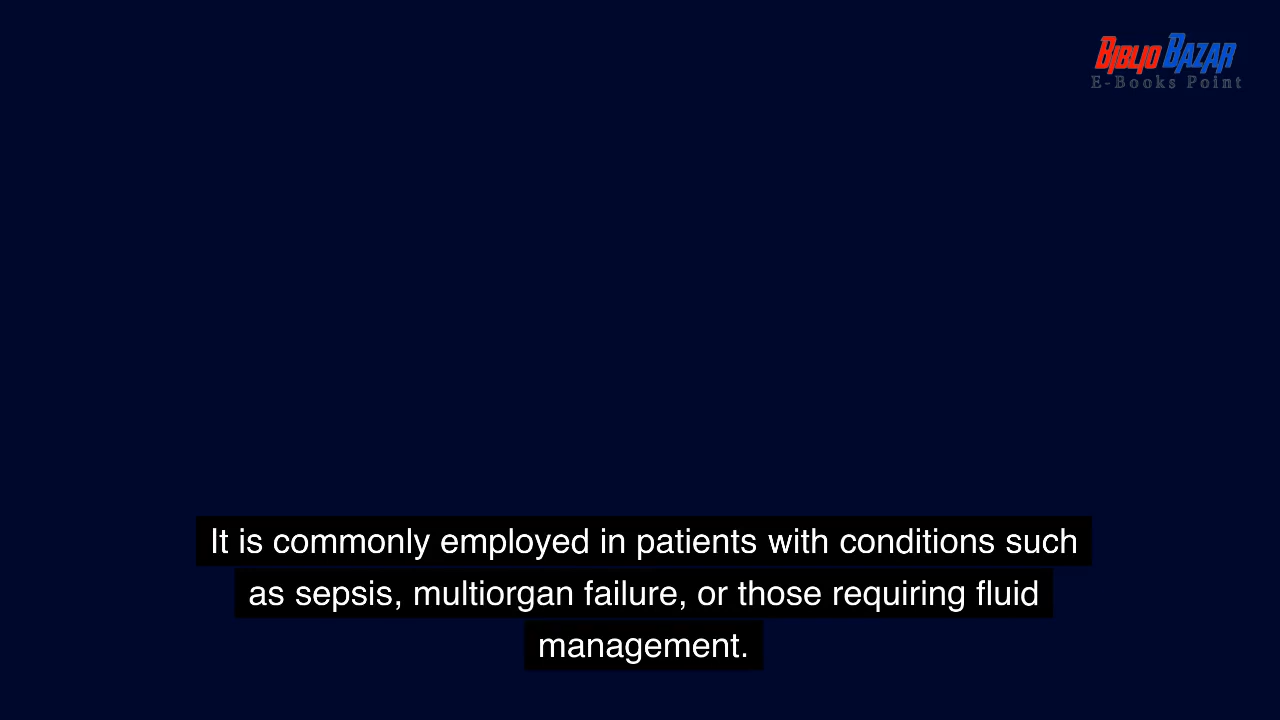 BIBLIO BAZAR
E-Books Point
It is commonly employed in patients with conditions such
as sepsis, multiorgan failure, or those requiring fluid
management.